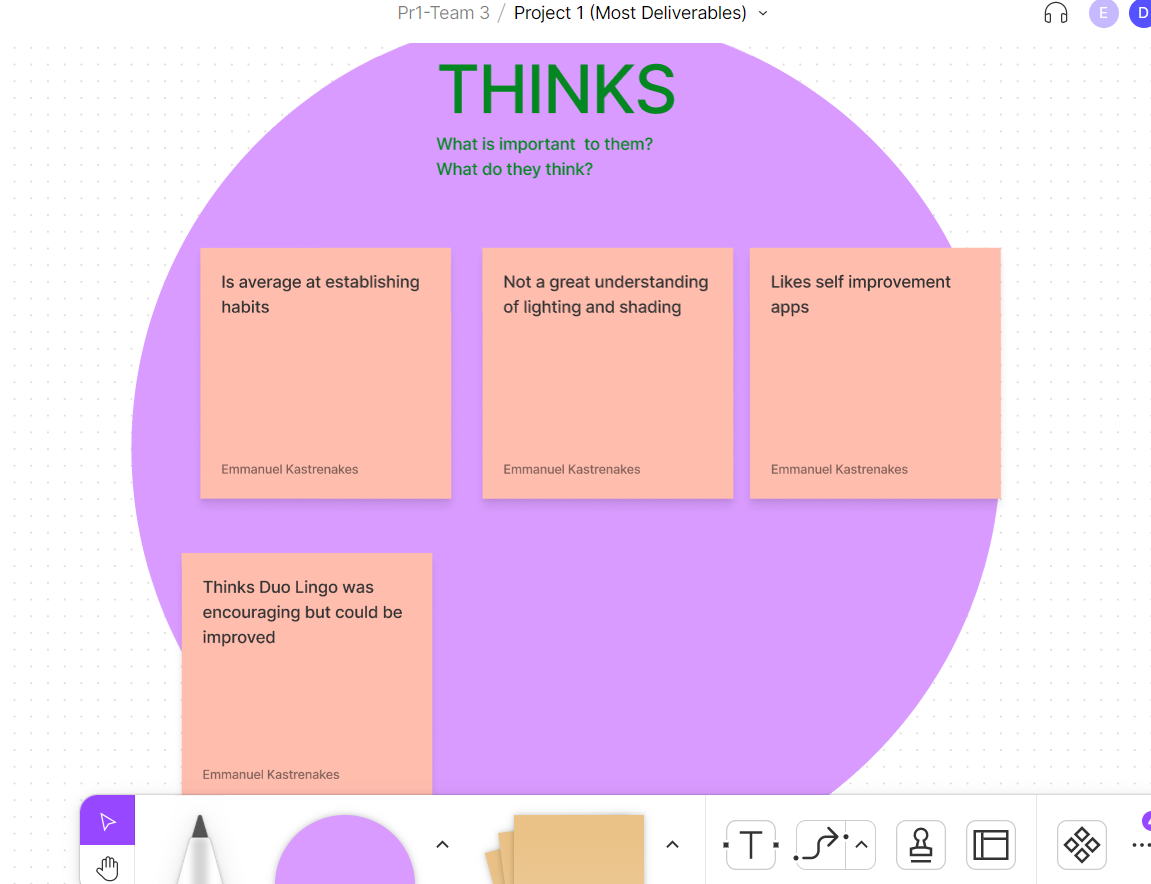 Pr1-Team 3 / Project 1 (Most Deliverables)
E
D
THINKS
What is important  to them?
What do they think?
Is average at establishing
habits
Emmanuel Kastrenakes
Not a great understanding
of lighting and shading
Emmanuel Kastrenakes
Likes self improvement
apps
Emmanuel Kastrenakes
Thinks Duo Lingo was
encouraging but could be
improved
Emmanuel Kastrenakes
T